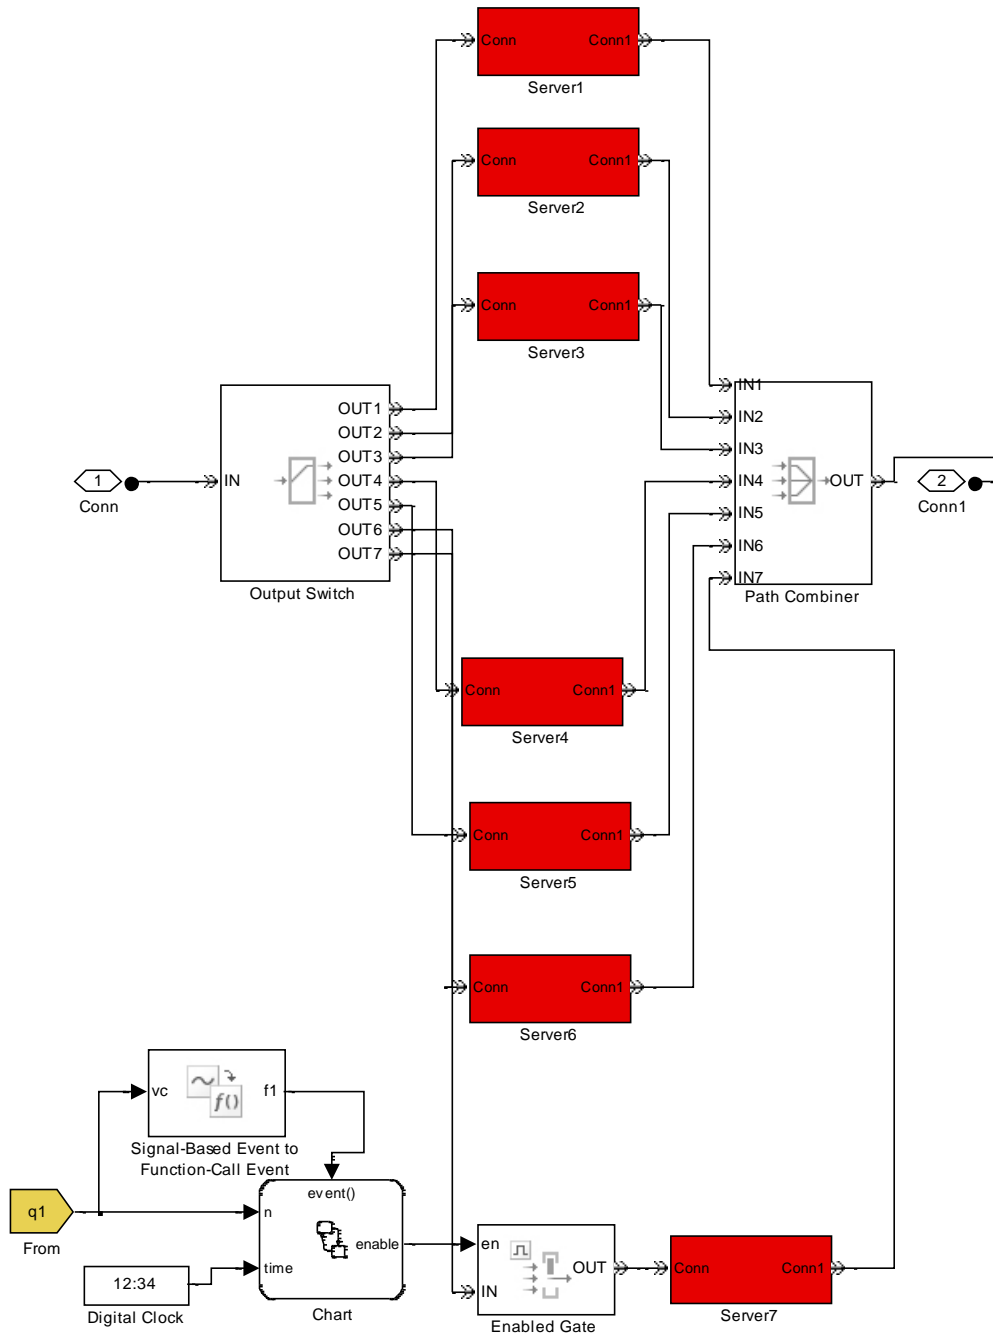 Conn Conn1
Server1
Conn Conn1
Server2
Conn Conn1
Server3
OUT1
OUT2
OUT3
OUT4
OUT5
OUT6
OUT7
IN
Output Switch
1
Conn
IN1
IN2
IN3
IN4
IN5
IN6
IN7
OUT
Path Combiner
2
Conn1
Conn Conn1
Server4
Conn Conn1
Server5
Conn Conn1
Server6
vc f1
f()
Signal-Based Event to
Function-Call Event
q1
From
event()
n
enable
time
Chart
12:34
Digital Clock
en
OUT
IN
Enabled Gate
Conn Conn1
Server7